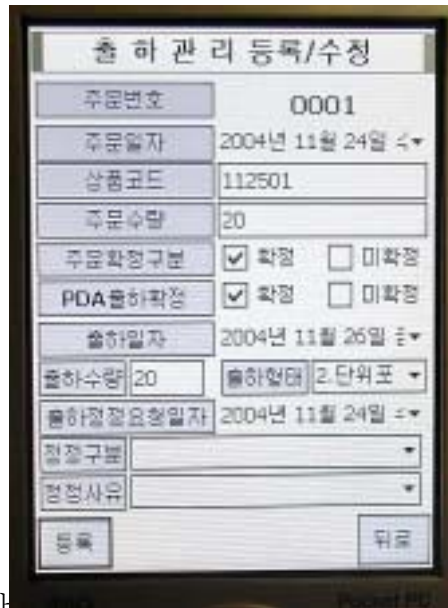 출 하 관 리 등록/수정
주문번호 0001
주문일자 2004년 11월 24일
상품코드 112501
주문수량 20
주문확정구분 확정 미확정
PDA출하확정 확정 미확정
출하일자 2004년 11월 26일
출하수량 20 출하형태 2.단위포
출하정정요청일자 2004년 11월 24일
정정구분
정정사유
등록 뒤로
Pocket PC